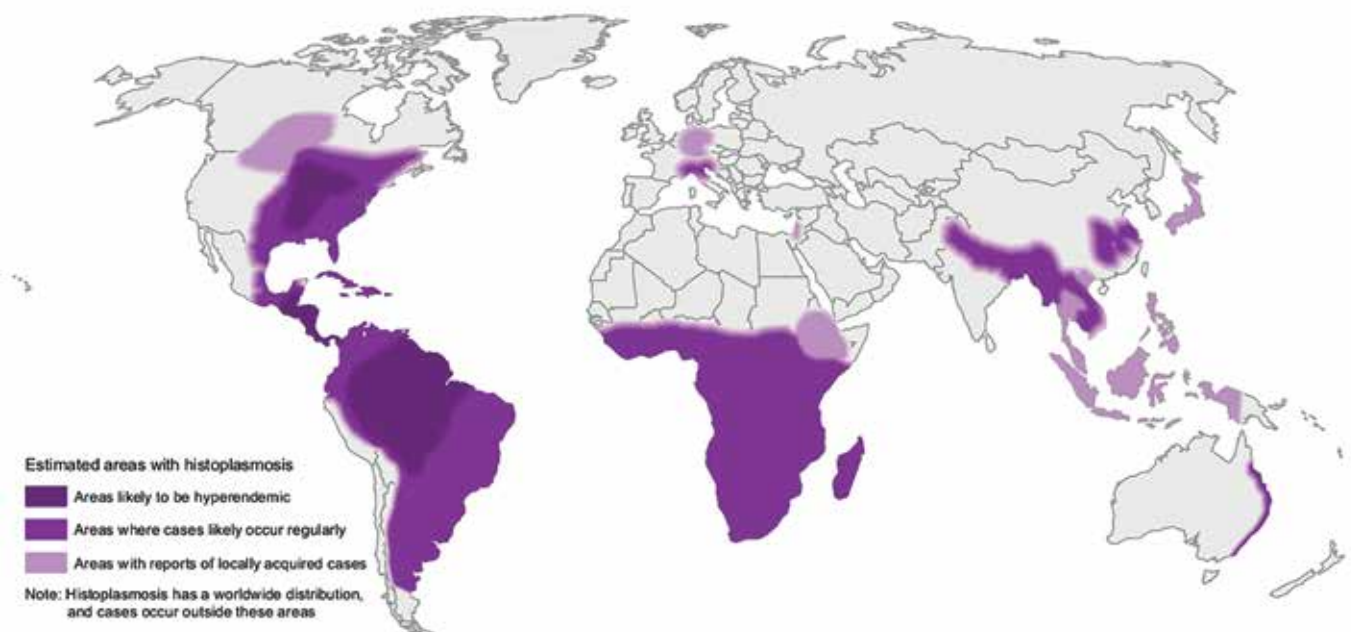 Estimated areas with histoplasmosis
Areas likely to be hyperendemic
Areas where cases likely occur regularly
Areas with reports of locally acquired cases
Note: Histoplasmosis has a worldwide distribution,
and cases occur outside these areas